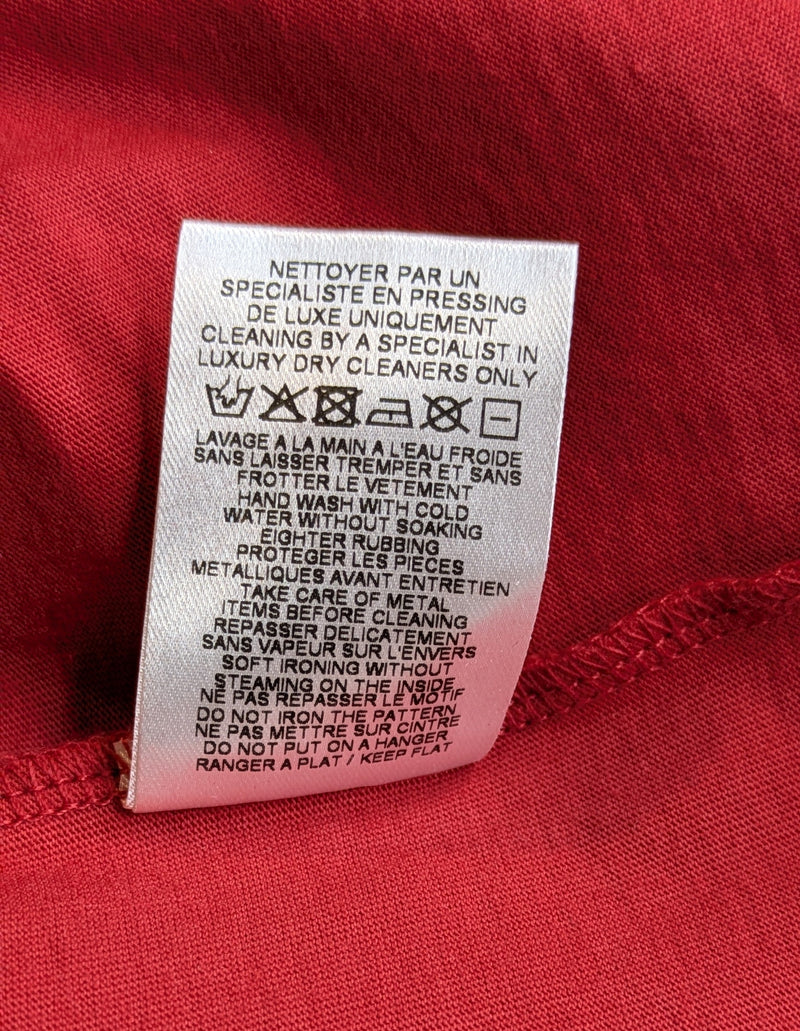 NETTOYER PAR UN
SPECIALISTE EN PRESSING
DE LUXE UNIQUEMENT
CLEANING BY A SPECIALIST IN
LUXURY DRY CLEANERS ONLY
LAVAGE A LA MAIN A L'EAU FROIDE
SANS LAISSER TREMPER ET SANS
FROTTER LE VETEMENT
HAND WASH WITH COLD
WATER WITHOUT SOAKING
EIGHTER RUBBING
PROTEGER LES PIECES
METALLIQUES AVANT ENTRETIEN
TAKE CARE OF METAL
ITEMS BEFORE CLEANING
REPASSER DELICATEMENT
SANS VAPEUR SUR L'ENVERS
SOFT IRONING WITHOUT
STEAMING ON THE INSIDE
NE PAS REPASSER LE MOTIF
DO NOT IRON THE PATTERN
NE PAS METTRE SUR CINTRE
DO NOT PUT ON A HANGER
RANGER A PLAT / KEEP FLAT